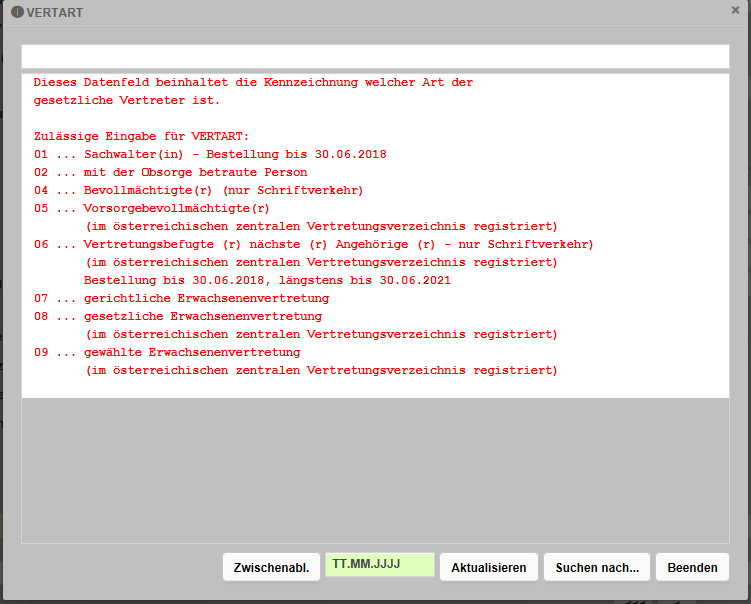 VERTART
Dieses Datenfeld beinhaltet die Kennzeichnung welcher Art der
gesetzliche Vertreter ist.
Zulässige Eingabe für VERTART:
01 ... Sachwalter(in) - Bestellung bis 30.06.2018
02 ... mit der Obsorge betraute Person
04 ... Bevollmächtigte(r) (nur Schriftverkehr)
05 ... Vorsorgebevollmächtigte(r)
(im österreichischen zentralen Vertretungsverzeichnis registriert)
06 ... Vertretungsbefugte (r) nächste (r) Angehörige (r) - nur Schriftverkehr)
(im österreichischen zentralen Vertretungsverzeichnis registriert)
Bestellung bis 30.06.2018, längstens bis 30.06.2021
07 ... gerichtliche Erwachsenenvertretung
08 ... gesetzliche Erwachsenvertretung
(im österreichischen zentralen Vertretungsverzeichnis registriert)
09 ... gewählte Erwachsenenvertretung
(im österreichischen zentralen Vertretungsverzeichnis registriert)
Zwischenabl. TT.MM.JJJJ Aktualisieren Suchen nach... Beenden